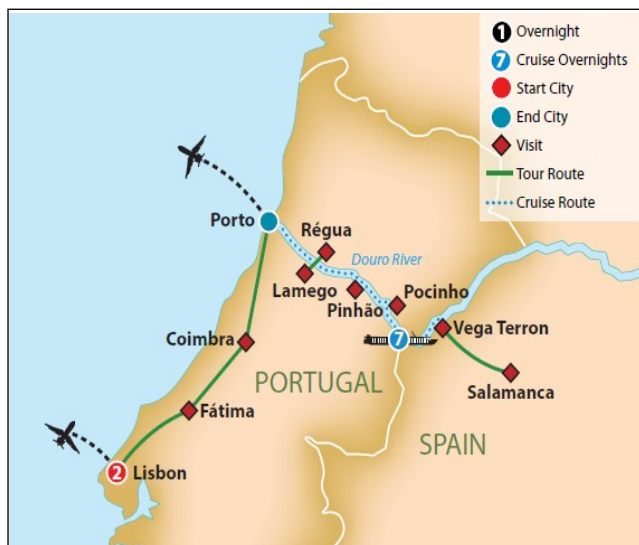 1 Overnight
7 Cruise Overnights
Start City
End City
Visit
Tour Route
Cruise Route
Porto
Régua
Douro River
Lamego
Pinhão
Pocinho
Coimbra
7
Vega Terron
PORTUGAL
Salamanca
Fátima
SPAIN
2 Lisbon